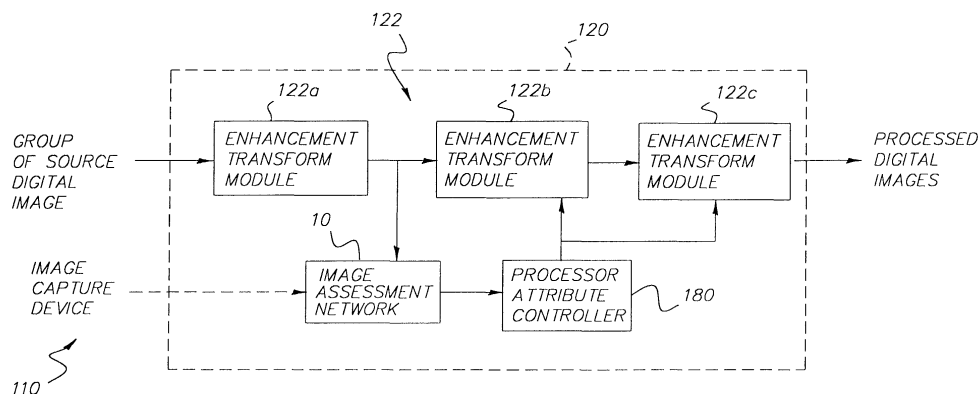 122
120
122a
122b
122c
GROUP
OF SOURCE
DIGITAL
IMAGE
ENHANCEMENT
TRANSFORM
MODULE
ENHANCEMENT
TRANSFORM
MODULE
ENHANCEMENT
TRANSFORM
MODULE
PROCESSED
DIGITAL
IMAGES
10
IMAGE
CAPTURE
DEVICE
IMAGE
ASSESSMENT
NETWORK
PROCESSOR
ATTRIBUTE
CONTROLLER
180
110